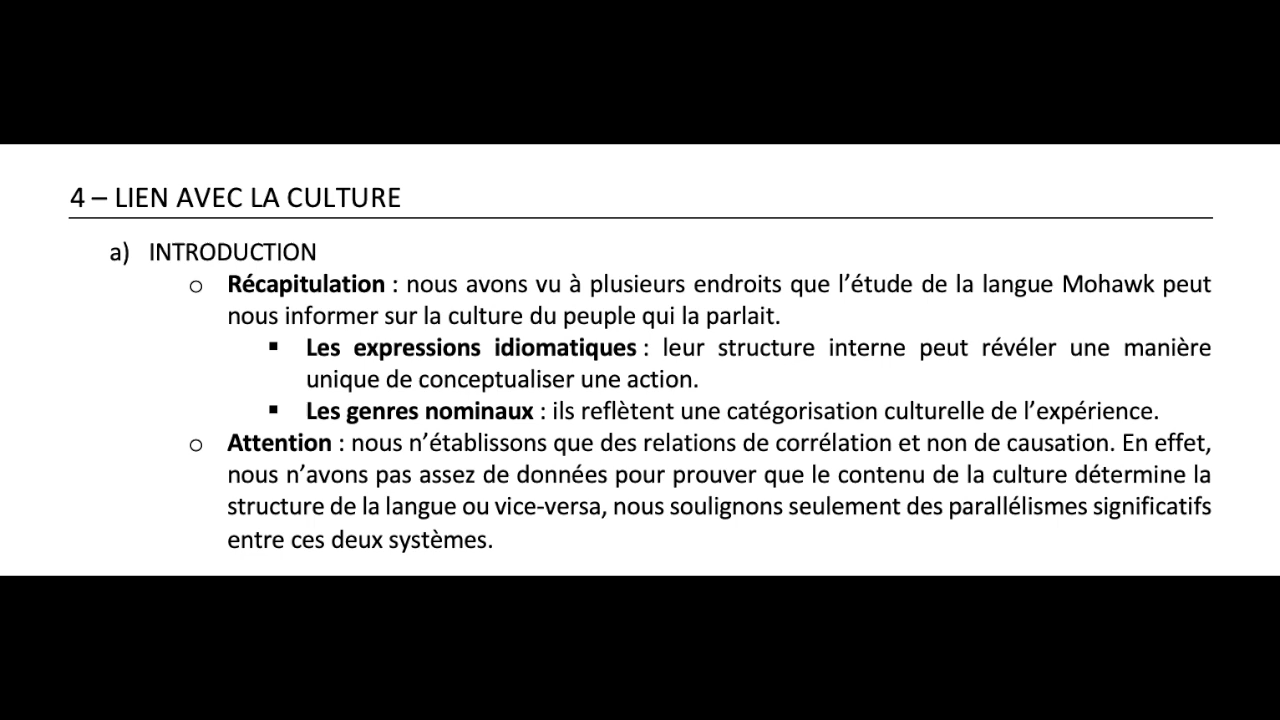 4 – LIEN AVEC LA CULTURE
a) INTRODUCTION
o Récapitulation : nous avons vu à plusieurs endroits que l’étude de la langue Mohawk peut
nous informer sur la culture du peuple qui la parlait.
▪ Les expressions idiomatiques : leur structure interne peut révéler une manière
unique de conceptualiser une action.
▪ Les genres nominaux : ils reflètent une catégorisation culturelle de l’expérience.
o Attention : nous n’établissons que des relations de corrélation et non de causation. En effet,
nous n’avons pas assez de données pour prouver que le contenu de la culture détermine la
structure de la langue ou vice-versa, nous soulignons seulement des parallélismes significatifs
entre ces deux systèmes.